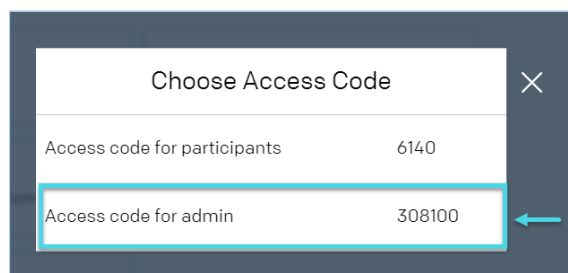 Choose Access Code
Access code for participants 6140
Access code for admin 308100